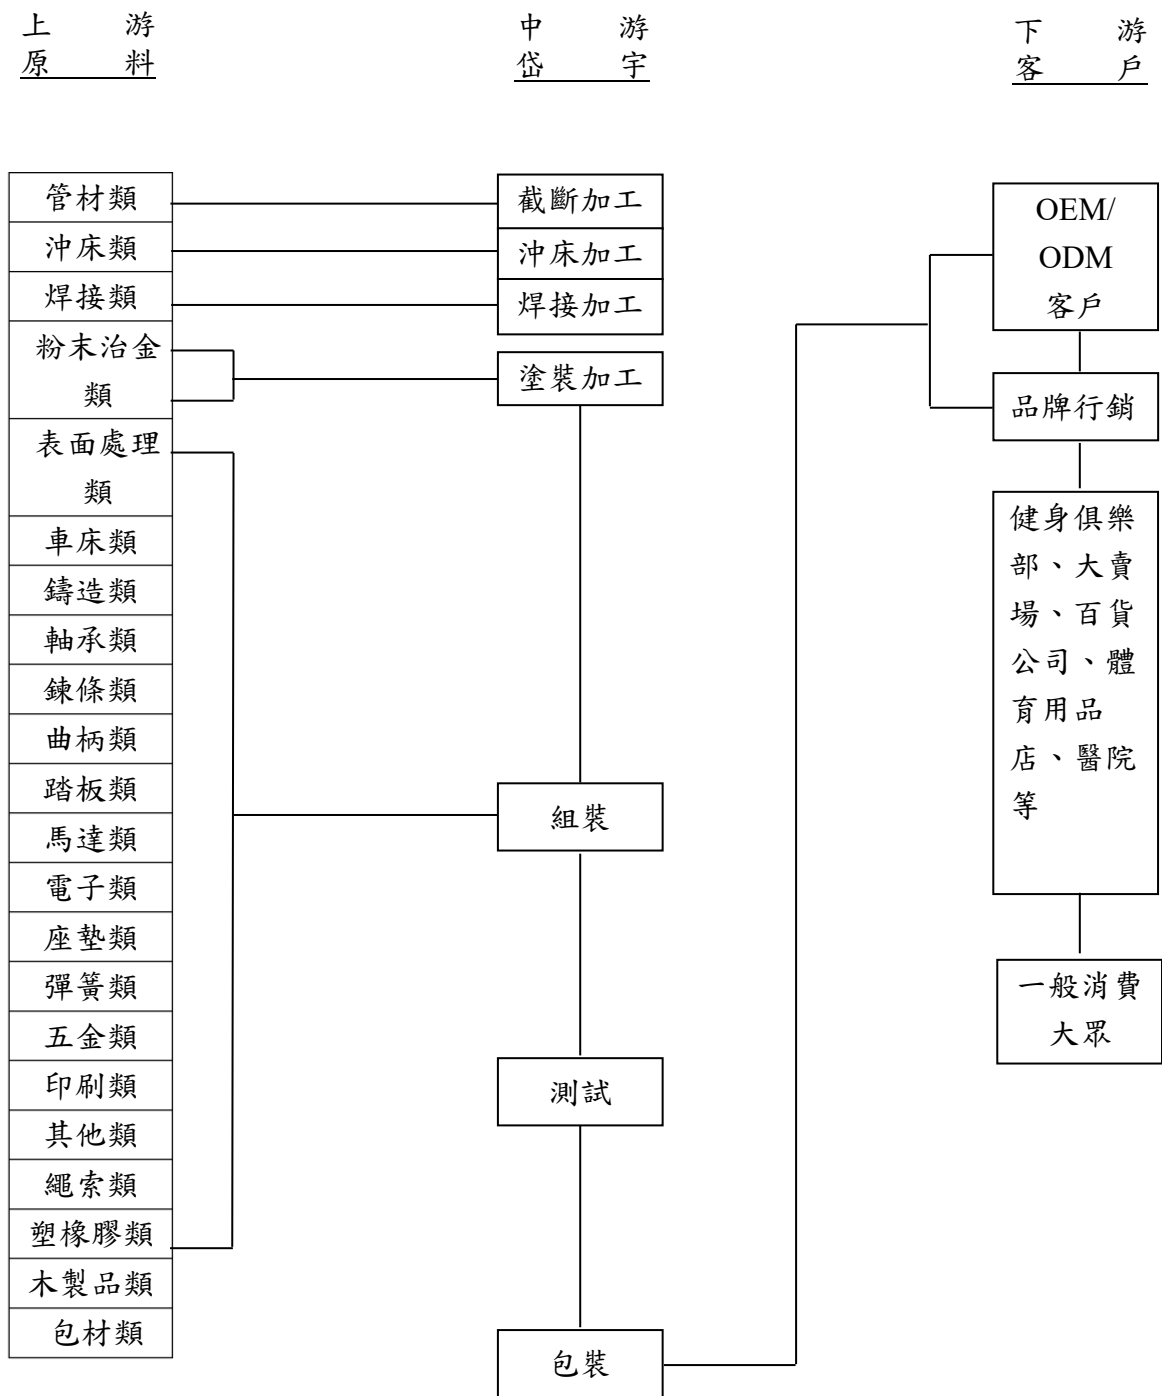 上 游
原 料
中 游
岱 宇
下 游
客 戶
管材類
沖床類
焊接類
粉末治金
類
表面處理
類
車床類
鑄造類
軸承類
鍊條類
曲柄類
踏板類
馬達類
電子類
座墊類
彈簧類
五金類
印刷類
其他類
繩索類
塑橡膠類
木製品類
包材類
截斷加工
沖床加工
焊接加工
塗裝加工
組裝
測試
包裝
OEM/
ODM
客戶
品牌行銷
健身俱樂
部、大賣
場、百貨
公司、體
育用品
店、醫院
等
一般消費
大眾